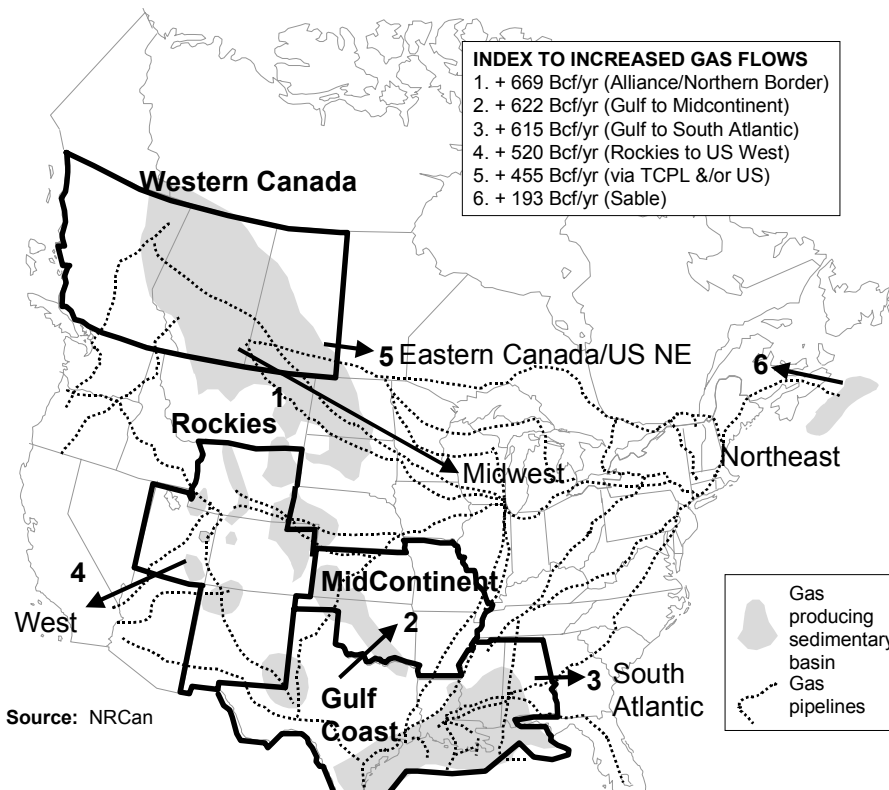 INDEX TO INCREASED GAS FLOWS
1. + 669 Bcf/yr (Alliance/Northern Border)
2. + 622 Bcf/yr (Gulf to Midcontinent)
3. + 615 Bcf/yr (Gulf to South Atlantic)
4. + 520 Bcf/yr (Rockies to US West)
5. + 455 Bcf/yr (via TCPL &/or US)
6. + 193 Bcf/yr (Sable)
Western Canada
5 Eastern Canada/US NE
6
1
Rockies
Midwest
Northeast
4
West
MidContinent
2
Gulf
Coast
3 South
Atlantic
Gas
producing
sedimentary
basin
Gas
pipelines
Source: NRCan